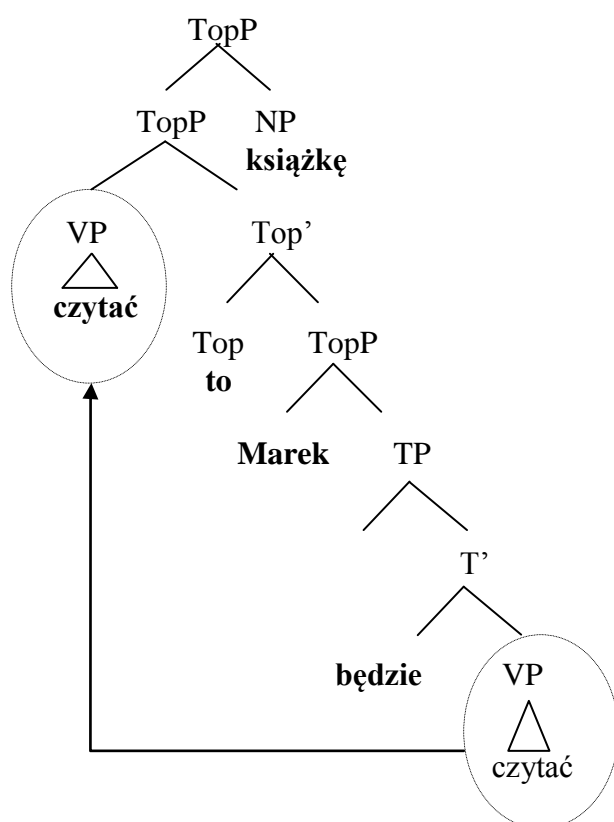 TopP
TopP NP
książkę
VP Top’
czytać
Top TopP
to
Marek TP
T’
będzie VP
czytać